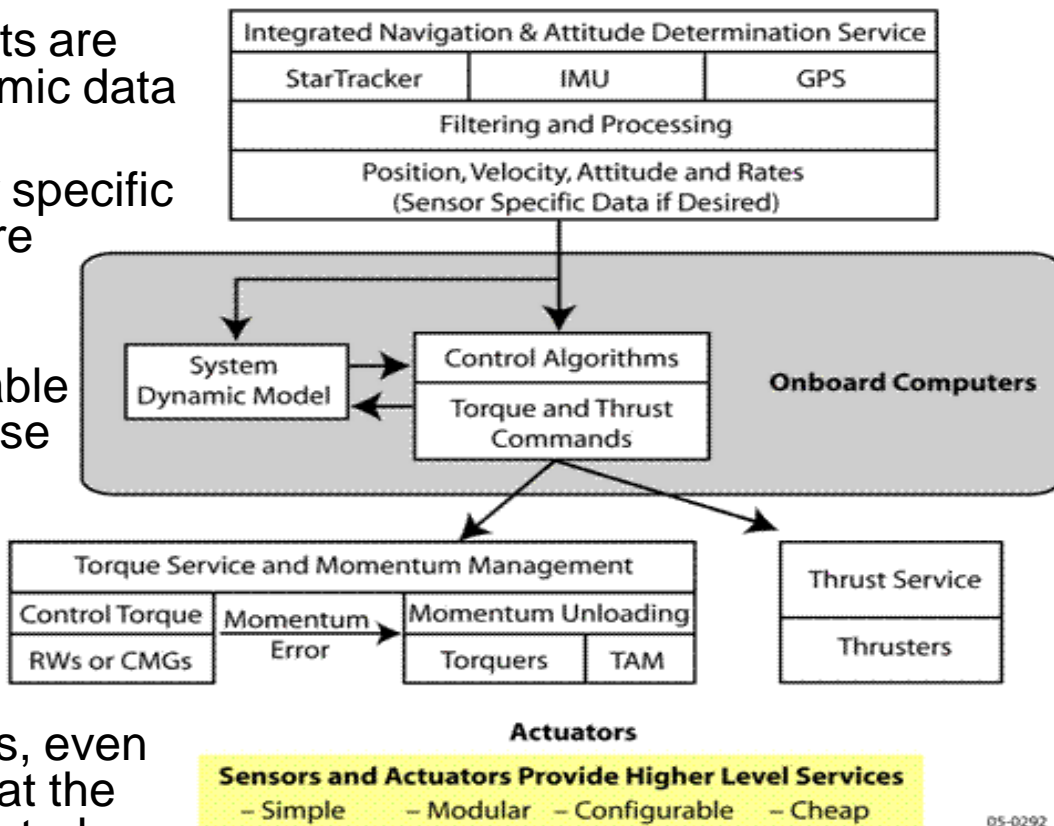 ts are
mic data
specific
re
able
se
s, even
at the
Integrated Navigation & Attitude Determination Service
StarTracker
IMU
GPS
Filtering and Processing
Position, Velocity, Attitude and Rates
(Sensor Specific Data if Desired)
System
Dynamic Model
Control Algorithms
Torque and Thrust
Commands
Onboard Computers
Torque Service and Momentum Management
Control Torque
RWs or CMGs
Momentum
Error
Momentum Unloading
Torquers
TAM
Thrust Service
Thrusters
Actuators
Sensors and Actuators Provide Higher Level Services
– Simple – Modular – Configurable – Cheap
05-0292